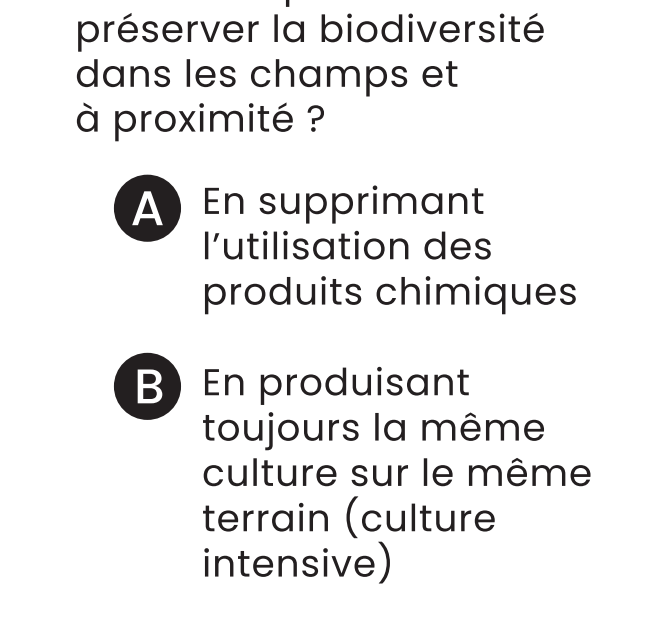 préserver la biodiversité
dans les champs et
à proximité ?
A En supprimant
l’utilisation des
produits chimiques
B En produisant
toujours la même
culture sur le même
terrain (culture
intensive)